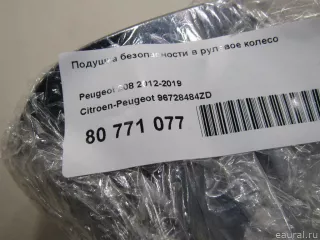 Подушка безопасности в рулевое колесо
Peugeot 208 2012-2019
Citroen-Peugeot 96728484ZD
80 771 077
© eaural.ru